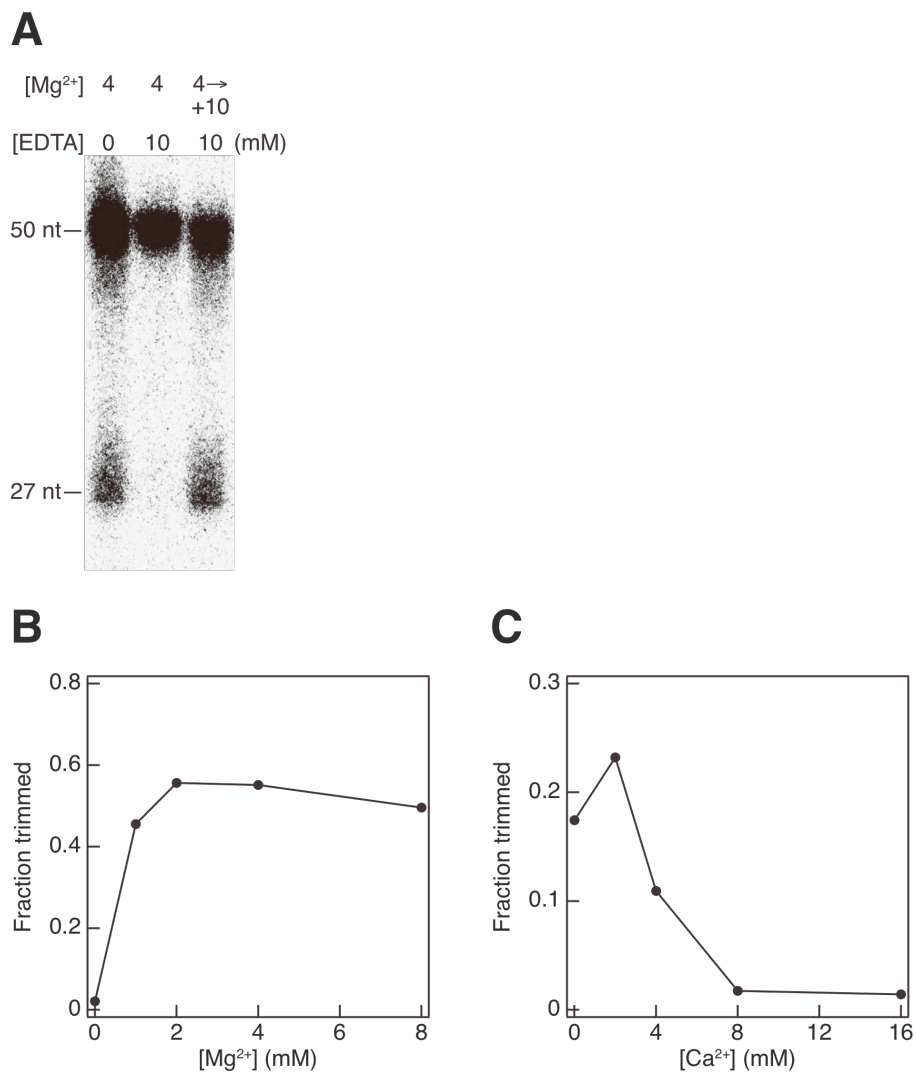 A
[Mg²⁺] 4 4 4→
+10
[EDTA] 0 10 10 (mM)
50 nt
27 nt
B
C
0.8
0.6
0.4
0.2
0
Fraction trimmed
0 2 4 6 8
[Mg²⁺] (mM)
0.3
0.2
0.1
0
Fraction trimmed
0 4 8 12 16
[Ca²⁺] (mM)